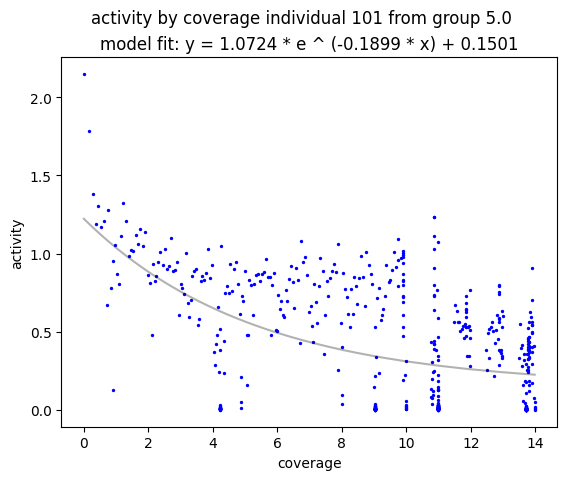 activity by coverage individual 101 from group 5.0
model fit: y = 1.0724 * e ^ (-0.1899 * x) + 0.1501
2.0
1.5
1.0
0.5
0.0
activity
0 2 4 6 8 10 12 14
coverage